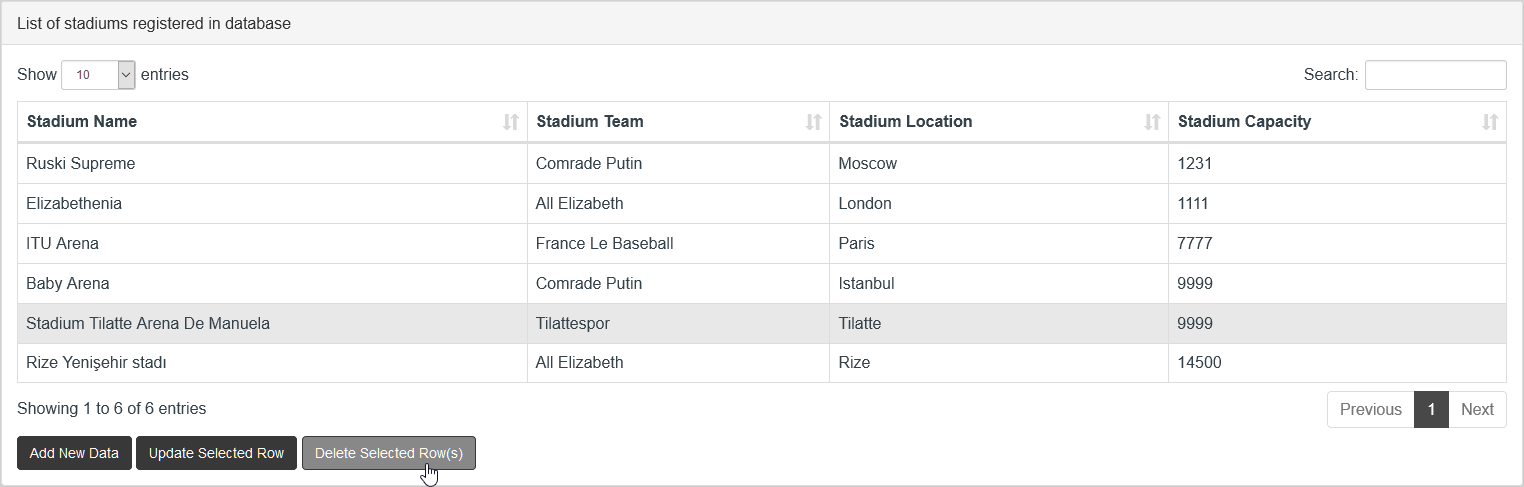 List of stadiums registered in database
Show 10 entries Search:
Stadium Name Stadium Team Stadium Location Stadium Capacity
Ruski Supreme Comrade Putin Moscow 1231
Elizabethenia All Elizabeth London 1111
ITU Arena France Le Baseball Paris 7777
Baby Arena Comrade Putin Istanbul 9999
Stadium Tilatte Arena De Manuela Tilattespor Tilatte 9999
Rize Yenişehir stadı All Elizabeth Rize 14500
Showing 1 to 6 of 6 entries Previous 1 Next
Add New Data Update Selected Row Delete Selected Row(s)